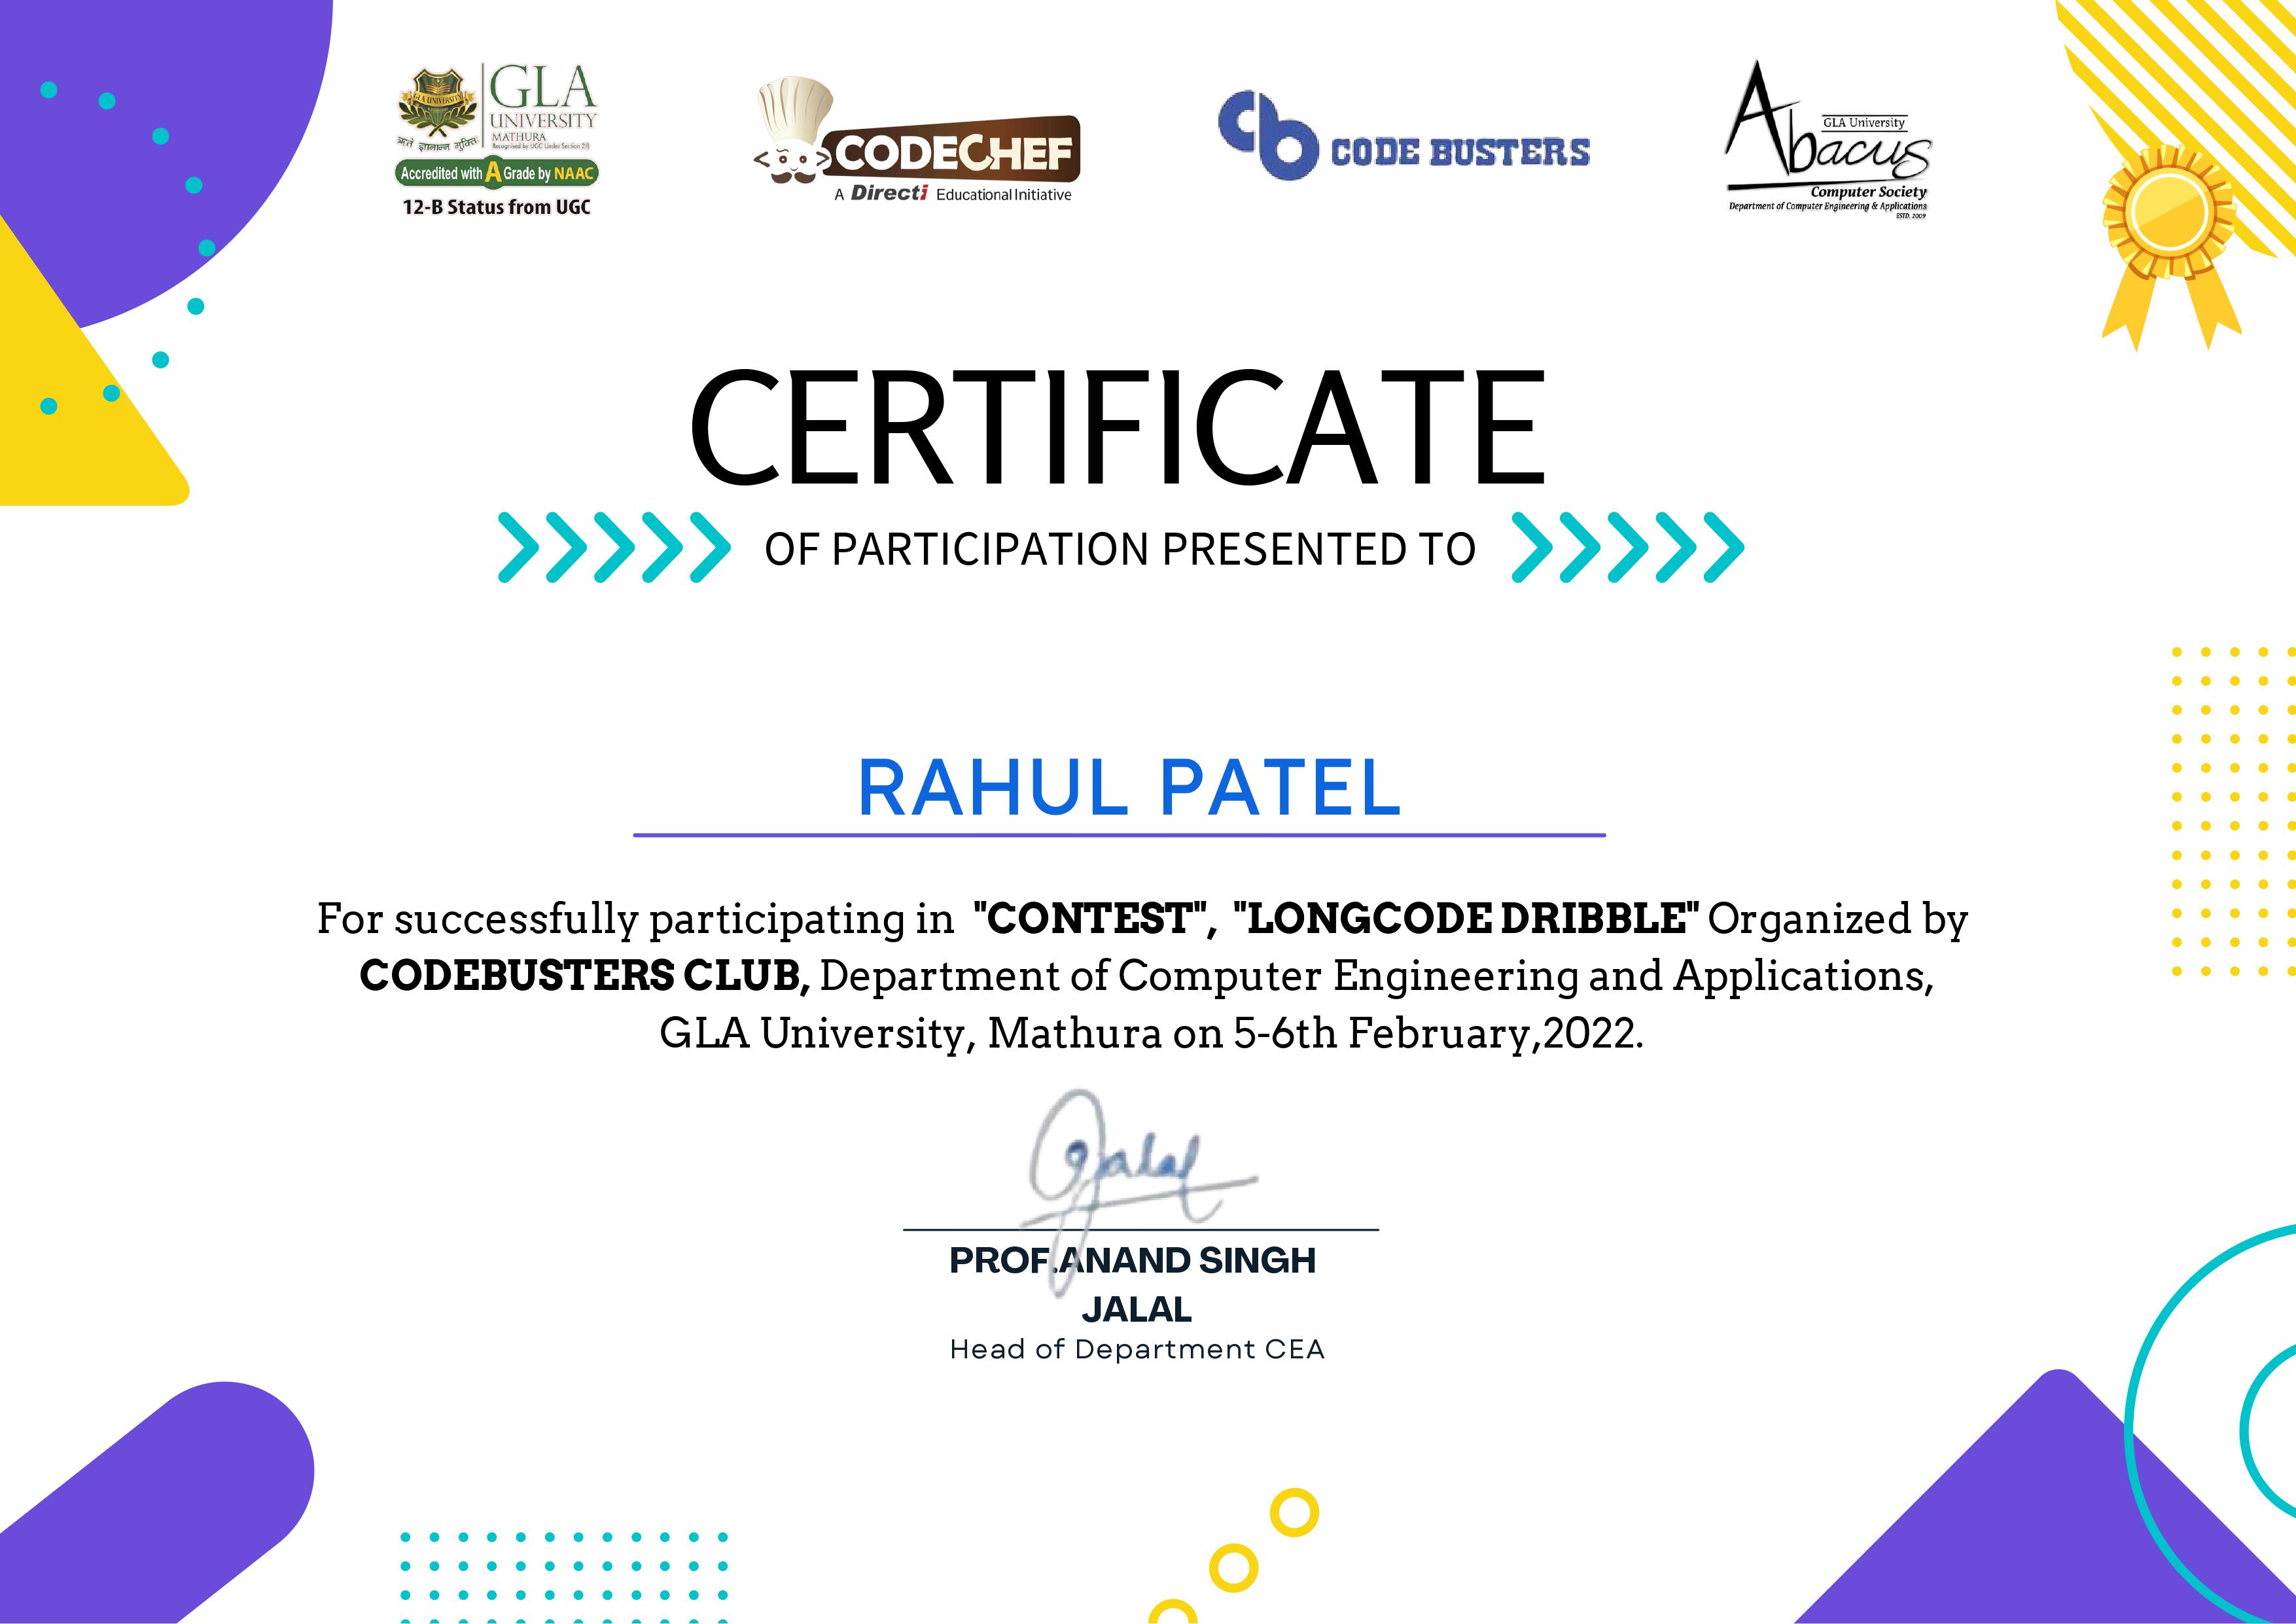 GLA
UNIVERSITY
MATHURA
Recognised by UGC Under Section 2(f)
GLA UNIVERSITY
Accredited with A Grade by NAAC
12-B Status from UGC
CODECHEF
A Directi Educational Initiative
cb CODE BUSTERS
GLA University
Abacus
Computer Society
Department of Computer Engineering & Applications
ESTD. 2009
CERTIFICATE
OF PARTICIPATION PRESENTED TO
RAHUL PATEL
For successfully participating in "CONTEST", "LONGCODE DRIBBLE" Organized by
CODEBUSTERS CLUB, Department of Computer Engineering and Applications,
GLA University, Mathura on 5-6th February,2022.
Jalal
PROF.ANAND SINGH
JALAL
Head of Department CEA